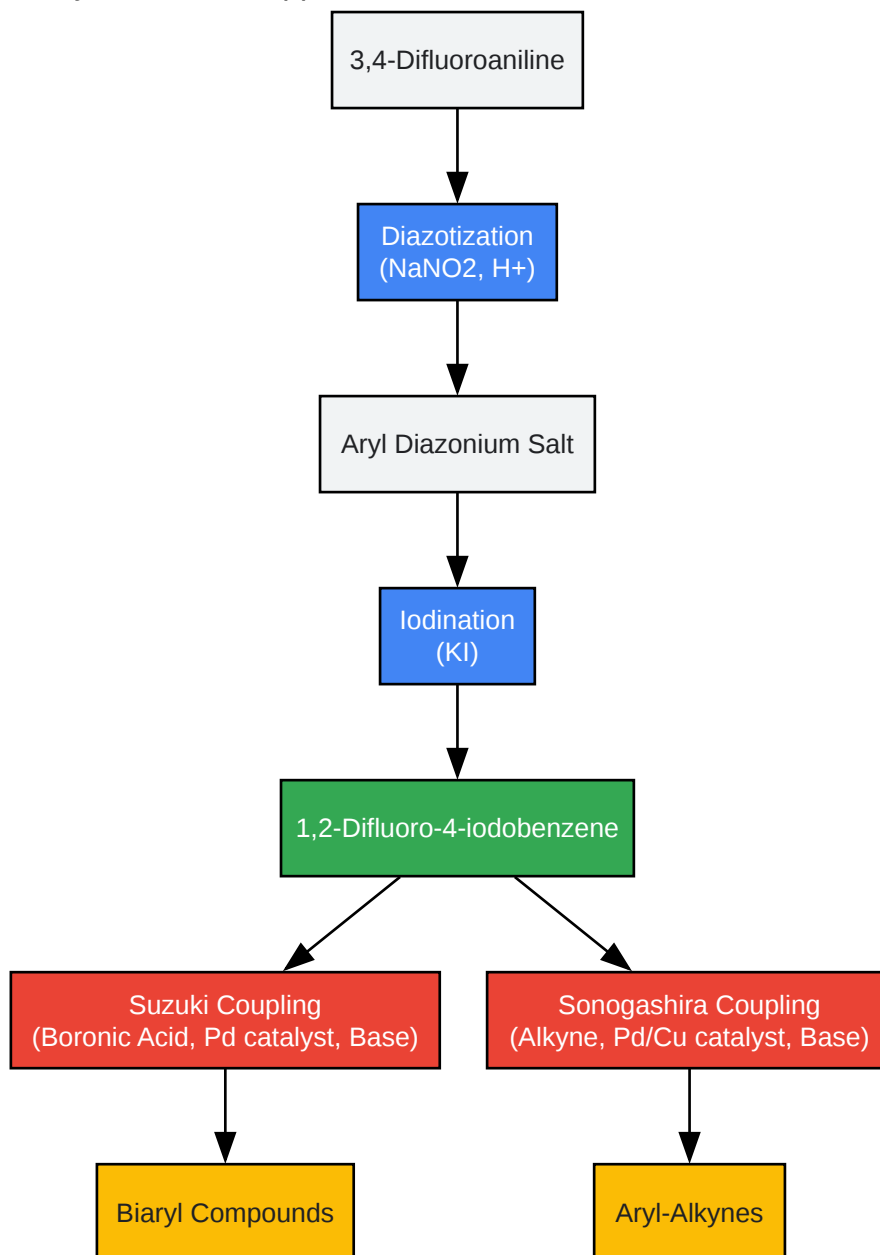 3,4-Difluoroaniline
Diazotization
(NaNO2, H+)
Aryl Diazonium Salt
Iodination
(KI)
1,2-Difluoro-4-iodobenzene
Suzuki Coupling
(Boronic Acid, Pd catalyst, Base)
Sonogashira Coupling
(Alkyne, Pd/Cu catalyst, Base)
Biaryl Compounds
Aryl-Alkynes